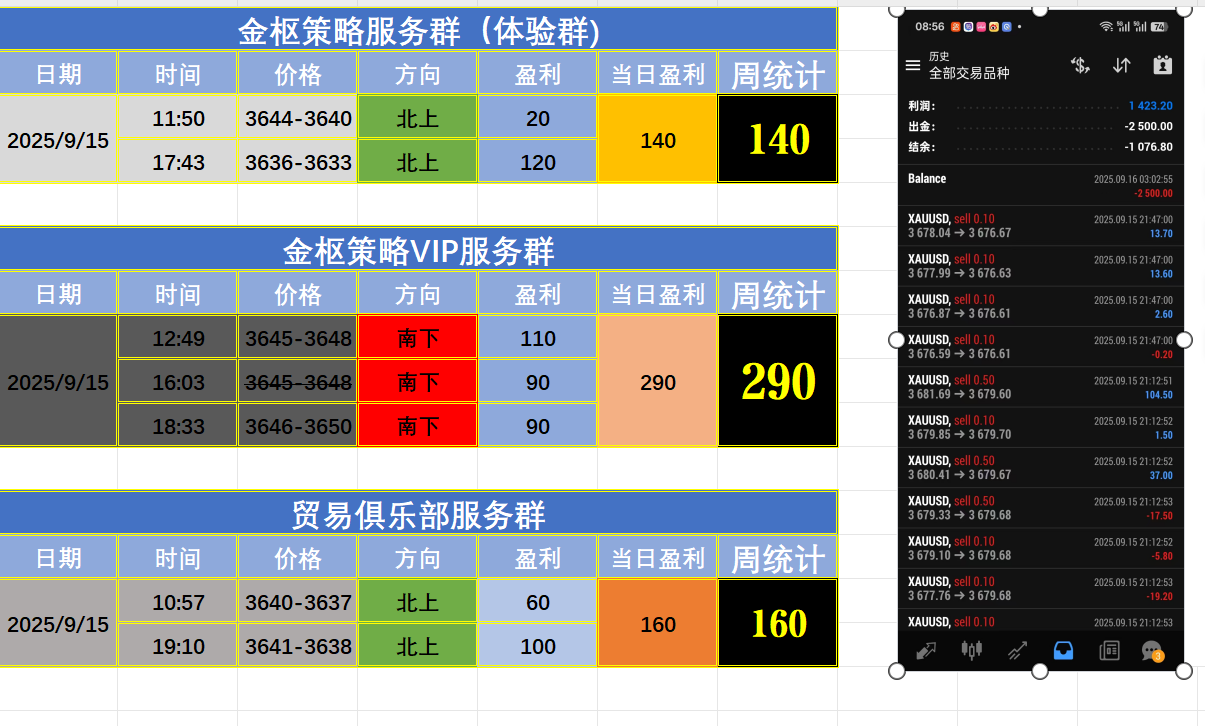 金枢策略服务群（体验群）
日期 时间 价格 方向 盈利 当日盈利 周统计
2025/9/15 11:50 3644-3640 北上 20 140 140
17:43 3636-3633 北上 120
金枢策略VIP服务群
日期 时间 价格 方向 盈利 当日盈利 周统计
2025/9/15 12:49 3645-3648 南下 110 290 290
16:03 3645-3648 南下 90
18:33 3646-3650 南下 90
贸易俱乐部服务群
日期 时间 价格 方向 盈利 当日盈利 周统计
2025/9/15 10:57 3640-3637 北上 60 160 160
19:10 3641-3638 北上 100
08:56 5G 5G 74
历史
全部交易品种
利润： 1 423.20
出金： -2 500.00
结余： -1 076.80
Balance 2025.09.16 03:02:55
-2 500.00
XAUUSD, sell 0.10 2025.09.15 21:47:00
3 678.04 → 3 676.67 13.70
XAUUSD, sell 0.10 2025.09.15 21:47:00
3 677.99 → 3 676.63 13.60
XAUUSD, sell 0.10 2025.09.15 21:47:00
3 676.87 → 3 676.61 2.60
XAUUSD, sell 0.10 2025.09.15 21:47:00
3 676.59 → 3 676.61 -0.20
XAUUSD, sell 0.50 2025.09.15 21:12:51
3 681.69 → 3 679.60 104.50
XAUUSD, sell 0.10 2025.09.15 21:12:52
3 679.85 → 3 679.70 1.50
XAUUSD, sell 0.50 2025.09.15 21:12:52
3 680.41 → 3 679.67 37.00
XAUUSD, sell 0.50 2025.09.15 21:12:53
3 679.33 → 3 679.68 -17.50
XAUUSD, sell 0.10 2025.09.15 21:12:52
3 679.10 → 3 679.68 -5.80
XAUUSD, sell 0.10 2025.09.15 21:12:53
3 677.76 → 3 679.68 -19.20
XAUUSD, sell 0.10 2025.09.15 21:12:53
3